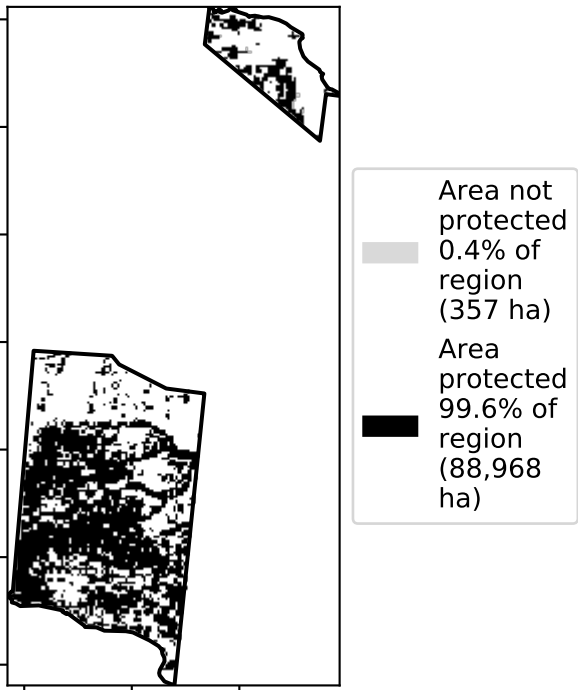 Area not
protected
0.4% of
region
(357 ha)
Area
protected
99.6% of
region
(88,968
ha)